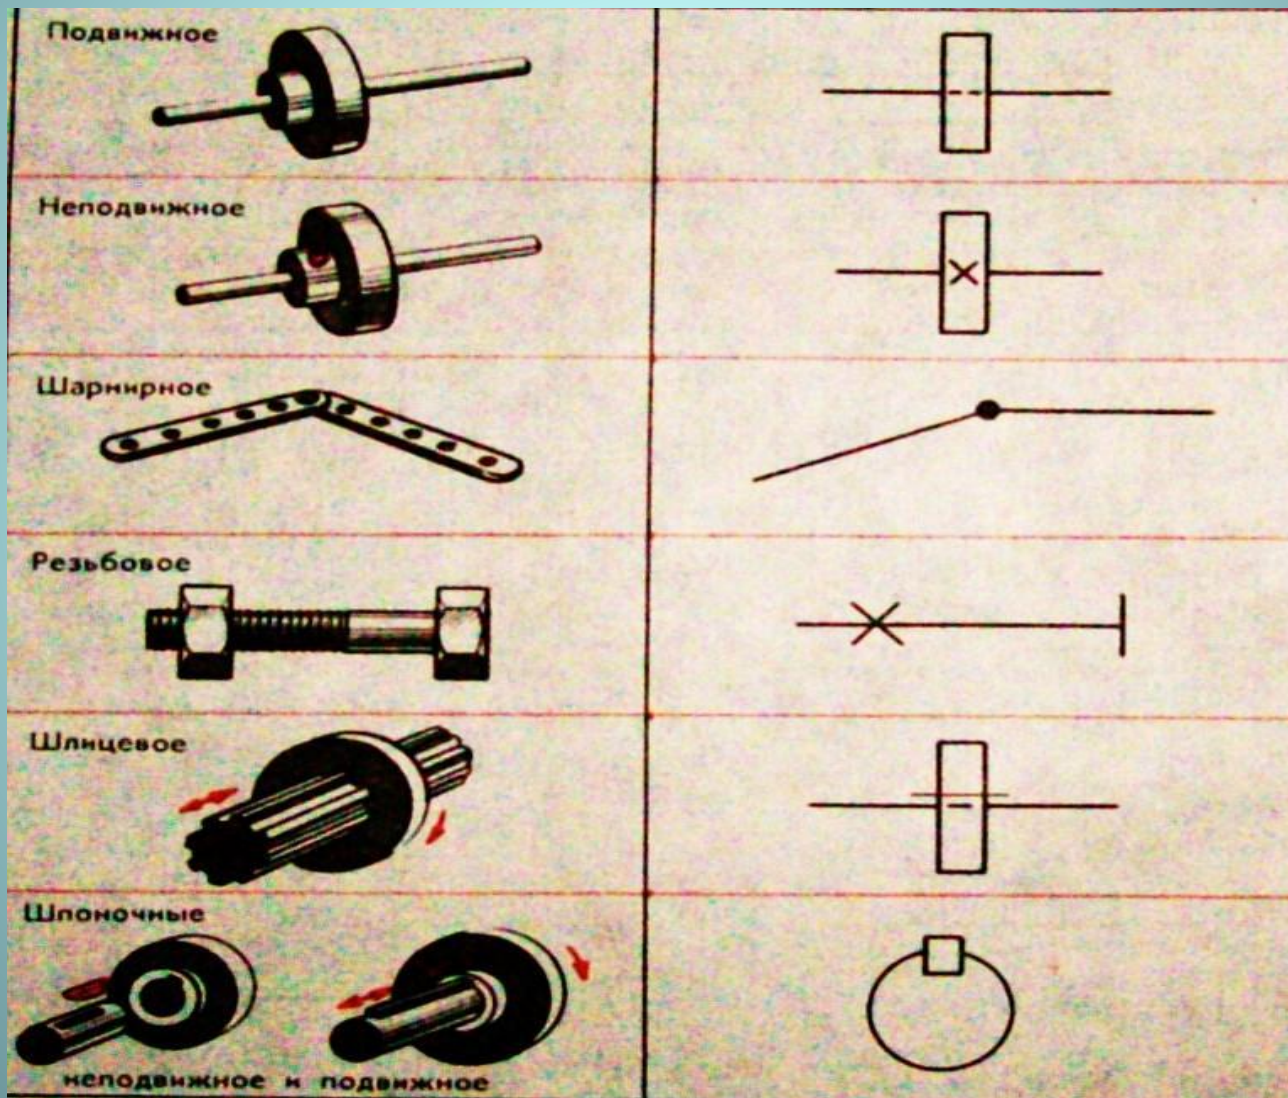 Подвижное
Неподвижное
Шарнирное
Резьбовое
Шлицевое
Шпоночные
неподвижное и подвижное